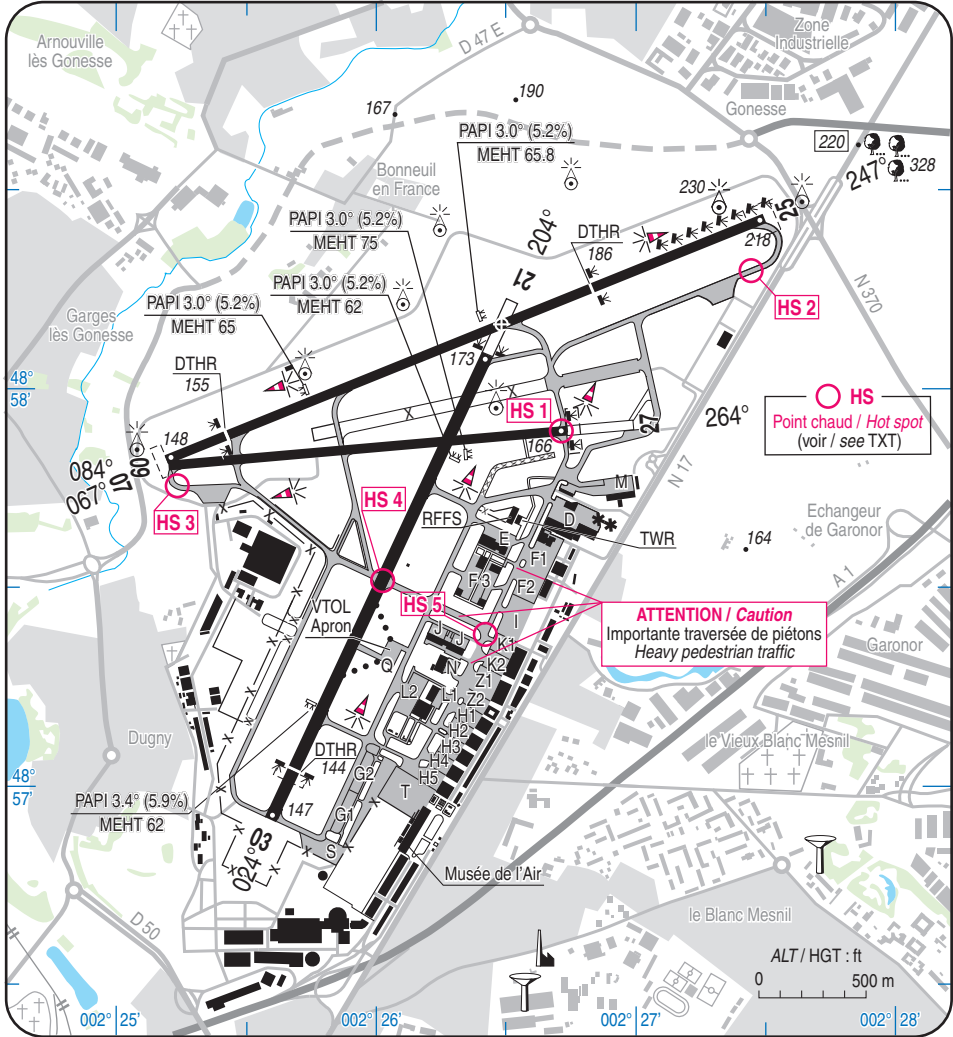 Arnouville
lès Gonesse
D 47 E
Zone
Industrielle
190
167
Gonesse
PAPI 3.0° (5.2%)
MEHT 65.8
220
328
247°
Bonneuil
en France
230
25
PAPI 3.0° (5.2%)
MEHT 75
204°
DTHR
186
218
21
HS 2
N 370
PAPI 3.0° (5.2%)
MEHT 62
PAPI 3.0° (5.2%)
MEHT 65
Garges
lès Gonesse
DTHR
155
173
48°
58'
HS
Point chaud / Hot spot
(voir / see TXT)
HS 1
27
264°
148
166
09
084°
07
067°
HS 3
HS 4
M
N 17
RFFS
D
TWR
Echangeur
de Garonor
164
A 1
E
F1
F3
F2
HS 5
VTOL
Apron
I
ATTENTION / Caution
Importante traversée de piétons
Heavy pedestrian traffic
Garonor
J
J
K1
K2
Q
N
Z1
L2
L1
Z2
H1
H2
H3
H4
H5
Dugny
DTHR
144
le Vieux Blanc Mesnil
48°
57'
G2
T
PAPI 3.4° (5.9%)
MEHT 62
147
G1
03
024°
S
Musée de l'Air
D 50
le Blanc Mesnil
ALT / HGT : ft
0
500 m
002° 25'
002° 26'
002° 27'
002° 28'